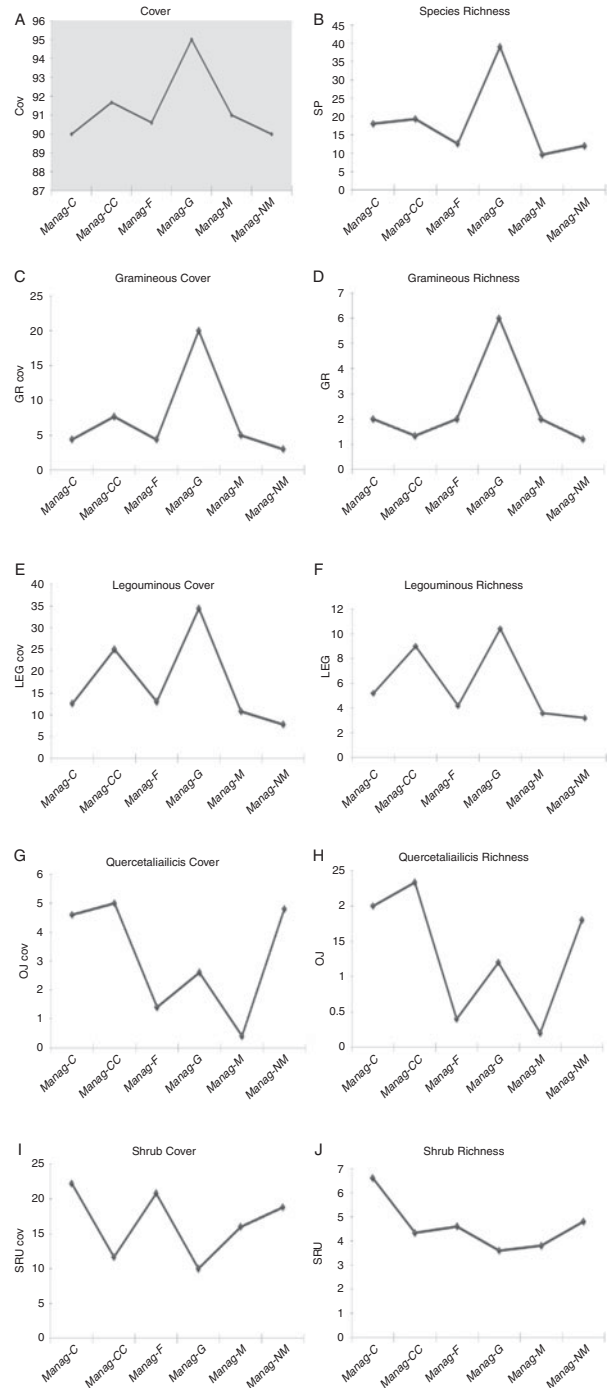 A
Cover
Cov
96
95
94
93
92
91
90
89
88
87
Manag-C
Manag-CC
Manag-F
Manag-G
Manag-M
Manag-NM
B
Species Richness
SP
45
40
35
30
25
20
15
10
5
0
Manag-C
Manag-CC
Manag-F
Manag-G
Manag-M
Manag-NM
C
Gramineous Cover
GR cov
25
20
15
10
5
0
Manag-C
Manag-CC
Manag-F
Manag-G
Manag-M
Manag-NM
D
Gramineous Richness
GR
7
6
5
4
3
2
1
0
Manag-C
Manag-CC
Manag-F
Manag-G
Manag-M
Manag-NM
E
Legouminous Cover
LEG cov
40
35
30
25
20
15
10
5
0
Manag-C
Manag-CC
Manag-F
Manag-G
Manag-M
Manag-NM
F
Legouminous Richness
LEG
12
10
8
6
4
2
0
Manag-C
Manag-CC
Manag-F
Manag-G
Manag-M
Manag-NM
G
Quercetaliailicis Cover
OJ cov
6
5
4
3
2
1
0
Manag-C
Manag-CC
Manag-F
Manag-G
Manag-M
Manag-NM
H
Quercetaliailicis Richness
OJ
25
2
1.5
1
0.5
0
Manag-C
Manag-CC
Manag-F
Manag-G
Manag-M
Manag-NM
I
Shrub Cover
SRU cov
25
20
15
10
5
0
Manag-C
Manag-CC
Manag-F
Manag-G
Manag-M
Manag-NM
J
Shrub Richness
SRU
7
6
5
4
3
2
1
0
Manag-C
Manag-CC
Manag-F
Manag-G
Manag-M
Manag-NM